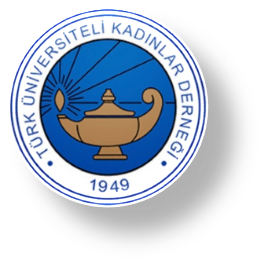 • TÜRK ÜNİVERSİTELİ KADINLAR DERNEĞİ •
1949